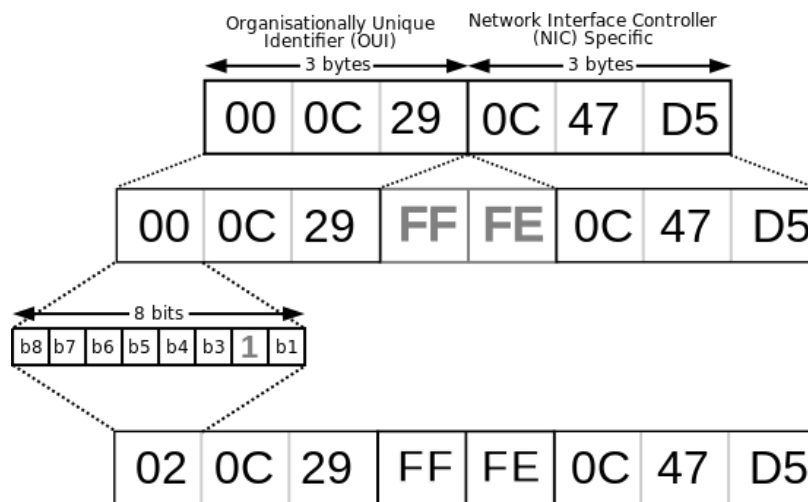 Organisationally Unique
Identifier (OUI)
Network Interface Controller
(NIC) Specific
3 bytes
3 bytes
00 0C 29 0C 47 D5
00 0C 29 FF FE 0C 47 D5
8 bits
b8 b7 b6 b5 b4 b3 1 b1
02 0C 29 FF FE 0C 47 D5